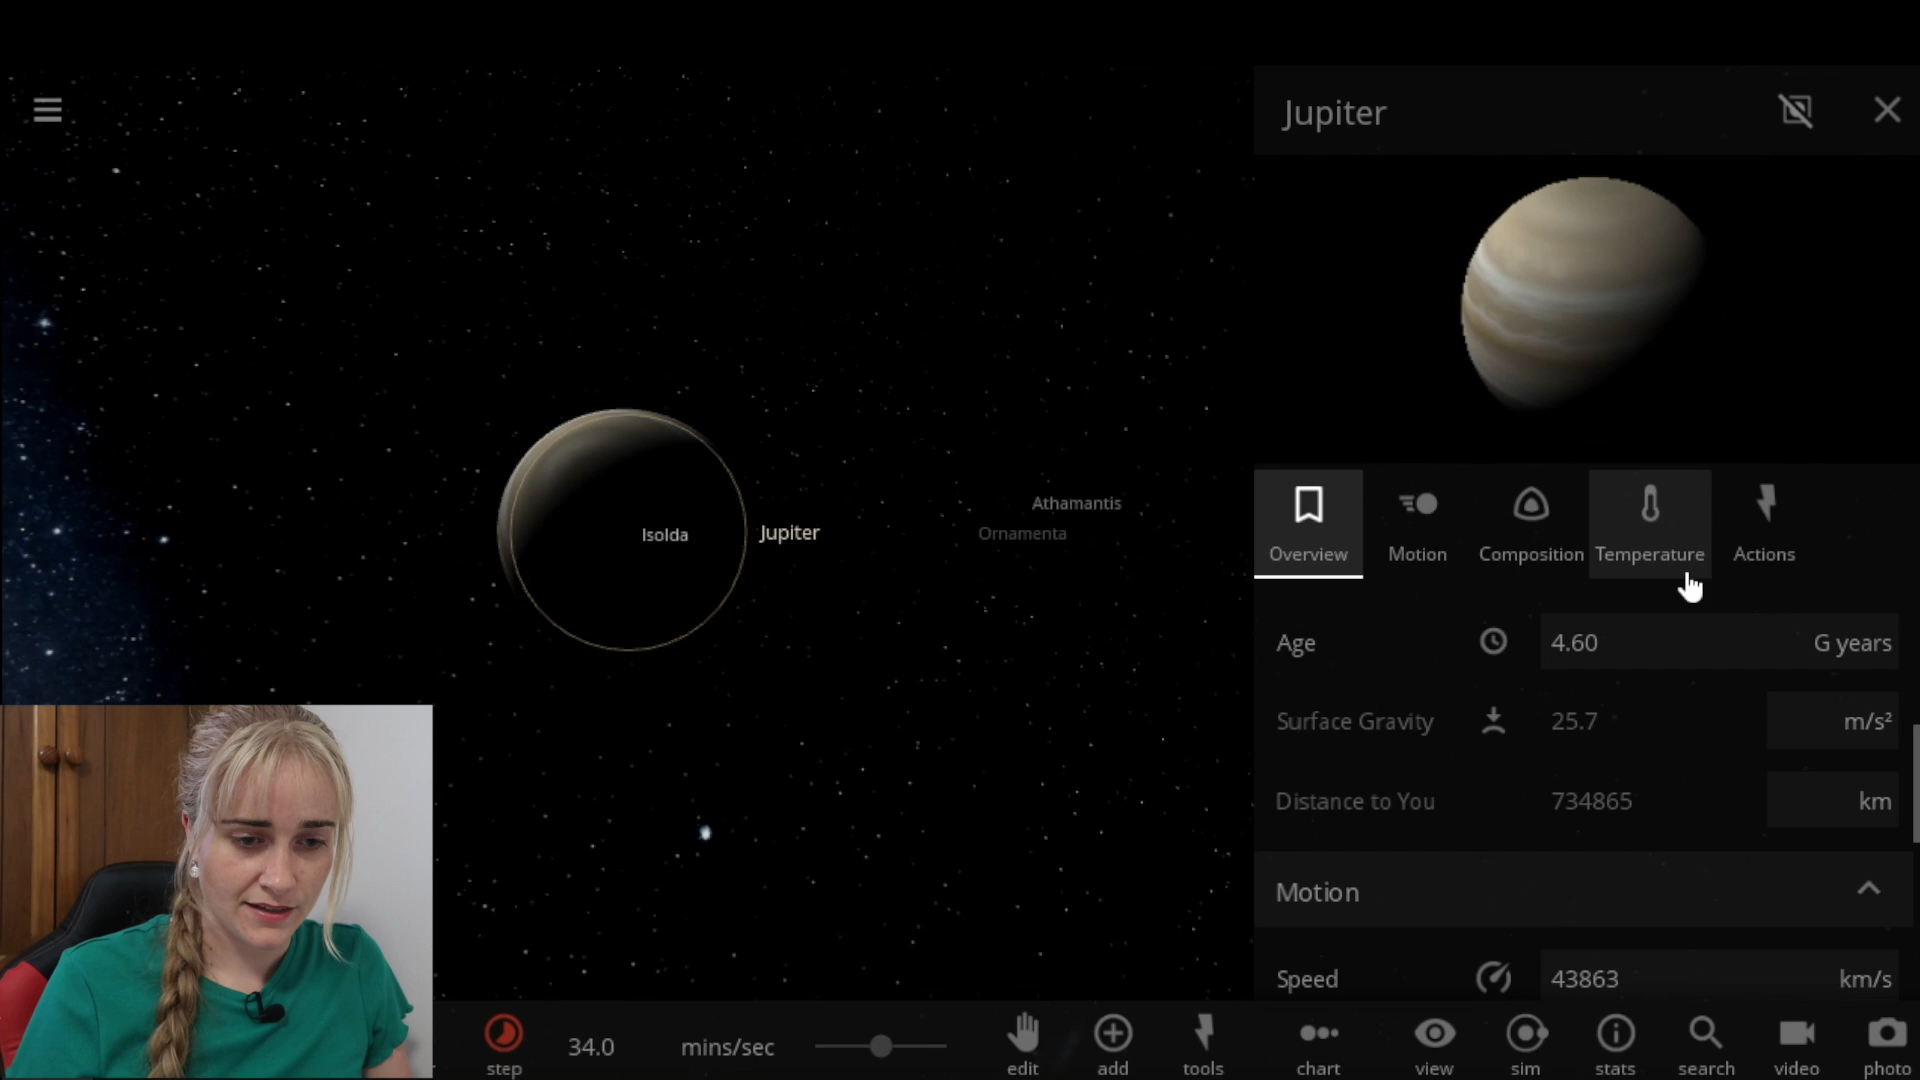 Jupiter
Isolda
Jupiter
Athamantis
Ornamenta
Overview
Motion
Composition
Temperature
Actions
Age 4.60 G years
Surface Gravity 25.7 m/s²
Distance to You 734865 km
Motion
Speed 43863 km/s
step
34.0 mins/sec
edit
add
tools
chart
view
sim
stats
search
video
photo